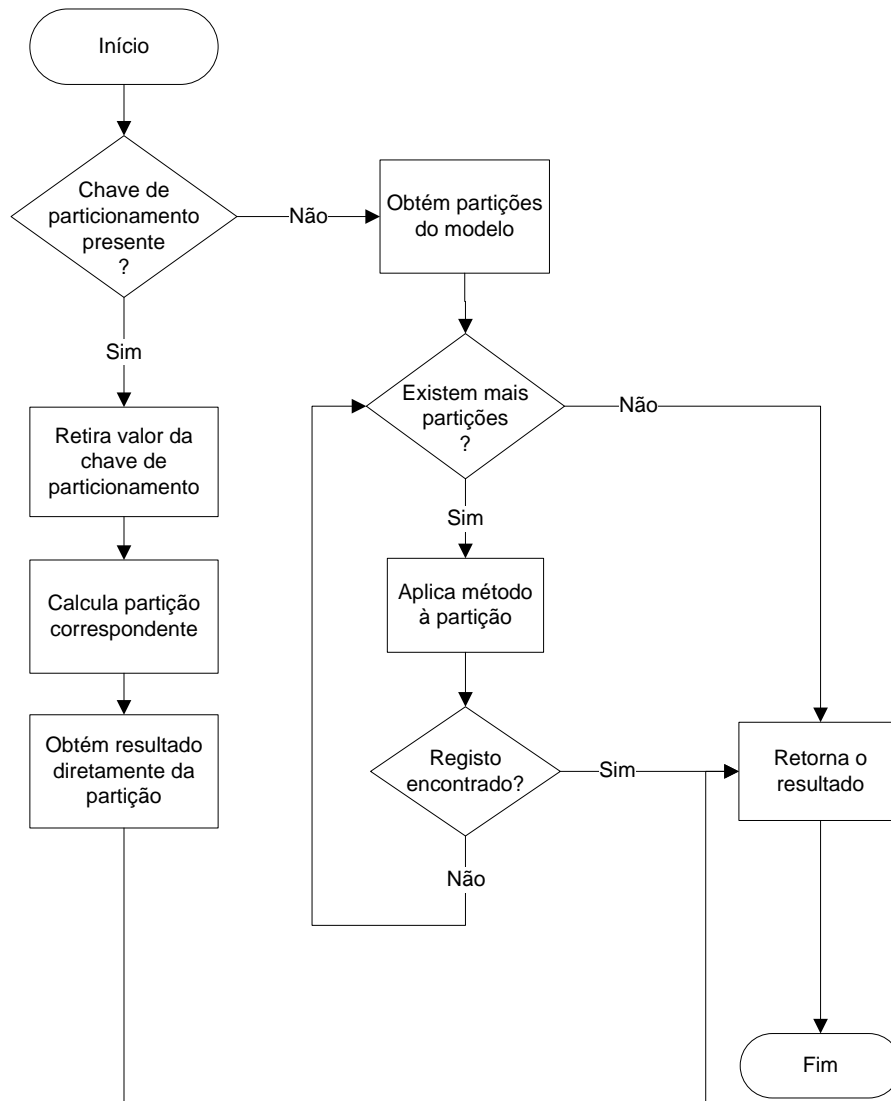 Início
Chave de
particionamento
presente
?
Não
Obtém partições
do modelo
Sim
Existem mais
partições
?
Não
Retira valor da
chave de
particionamento
Sim
Aplica método
à partição
Calcula partição
correspondente
Obtém resultado
diretamente da
partição
Registo
encontrado?
Sim
Retorna o
resultado
Não
Fim